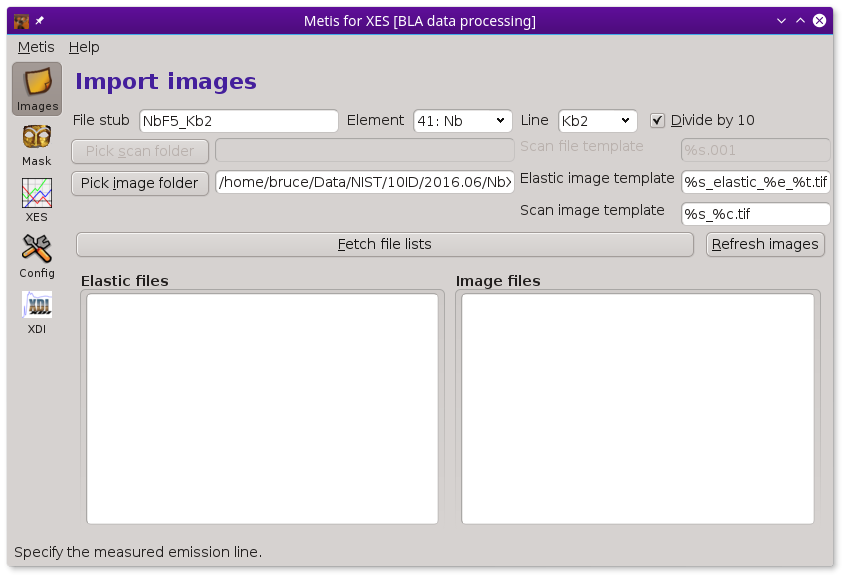 Metis for XES [BLA data processing]
Metis Help
Images
Mask
XES
Config
XDI
XDI
Import images
File stub NbF5_Kb2 Element 41: Nb Line Kb2 Divide by 10
Pick scan folder Scan file template %s.001
Pick image folder /home/bruce/Data/NIST/10ID/2016.06/Nb Elastic image template %s_elastic_%e_%t.tif
Scan image template %s_%c.tif
Fetch file lists Refresh images
Elastic files Image files
Specify the measured emission line.